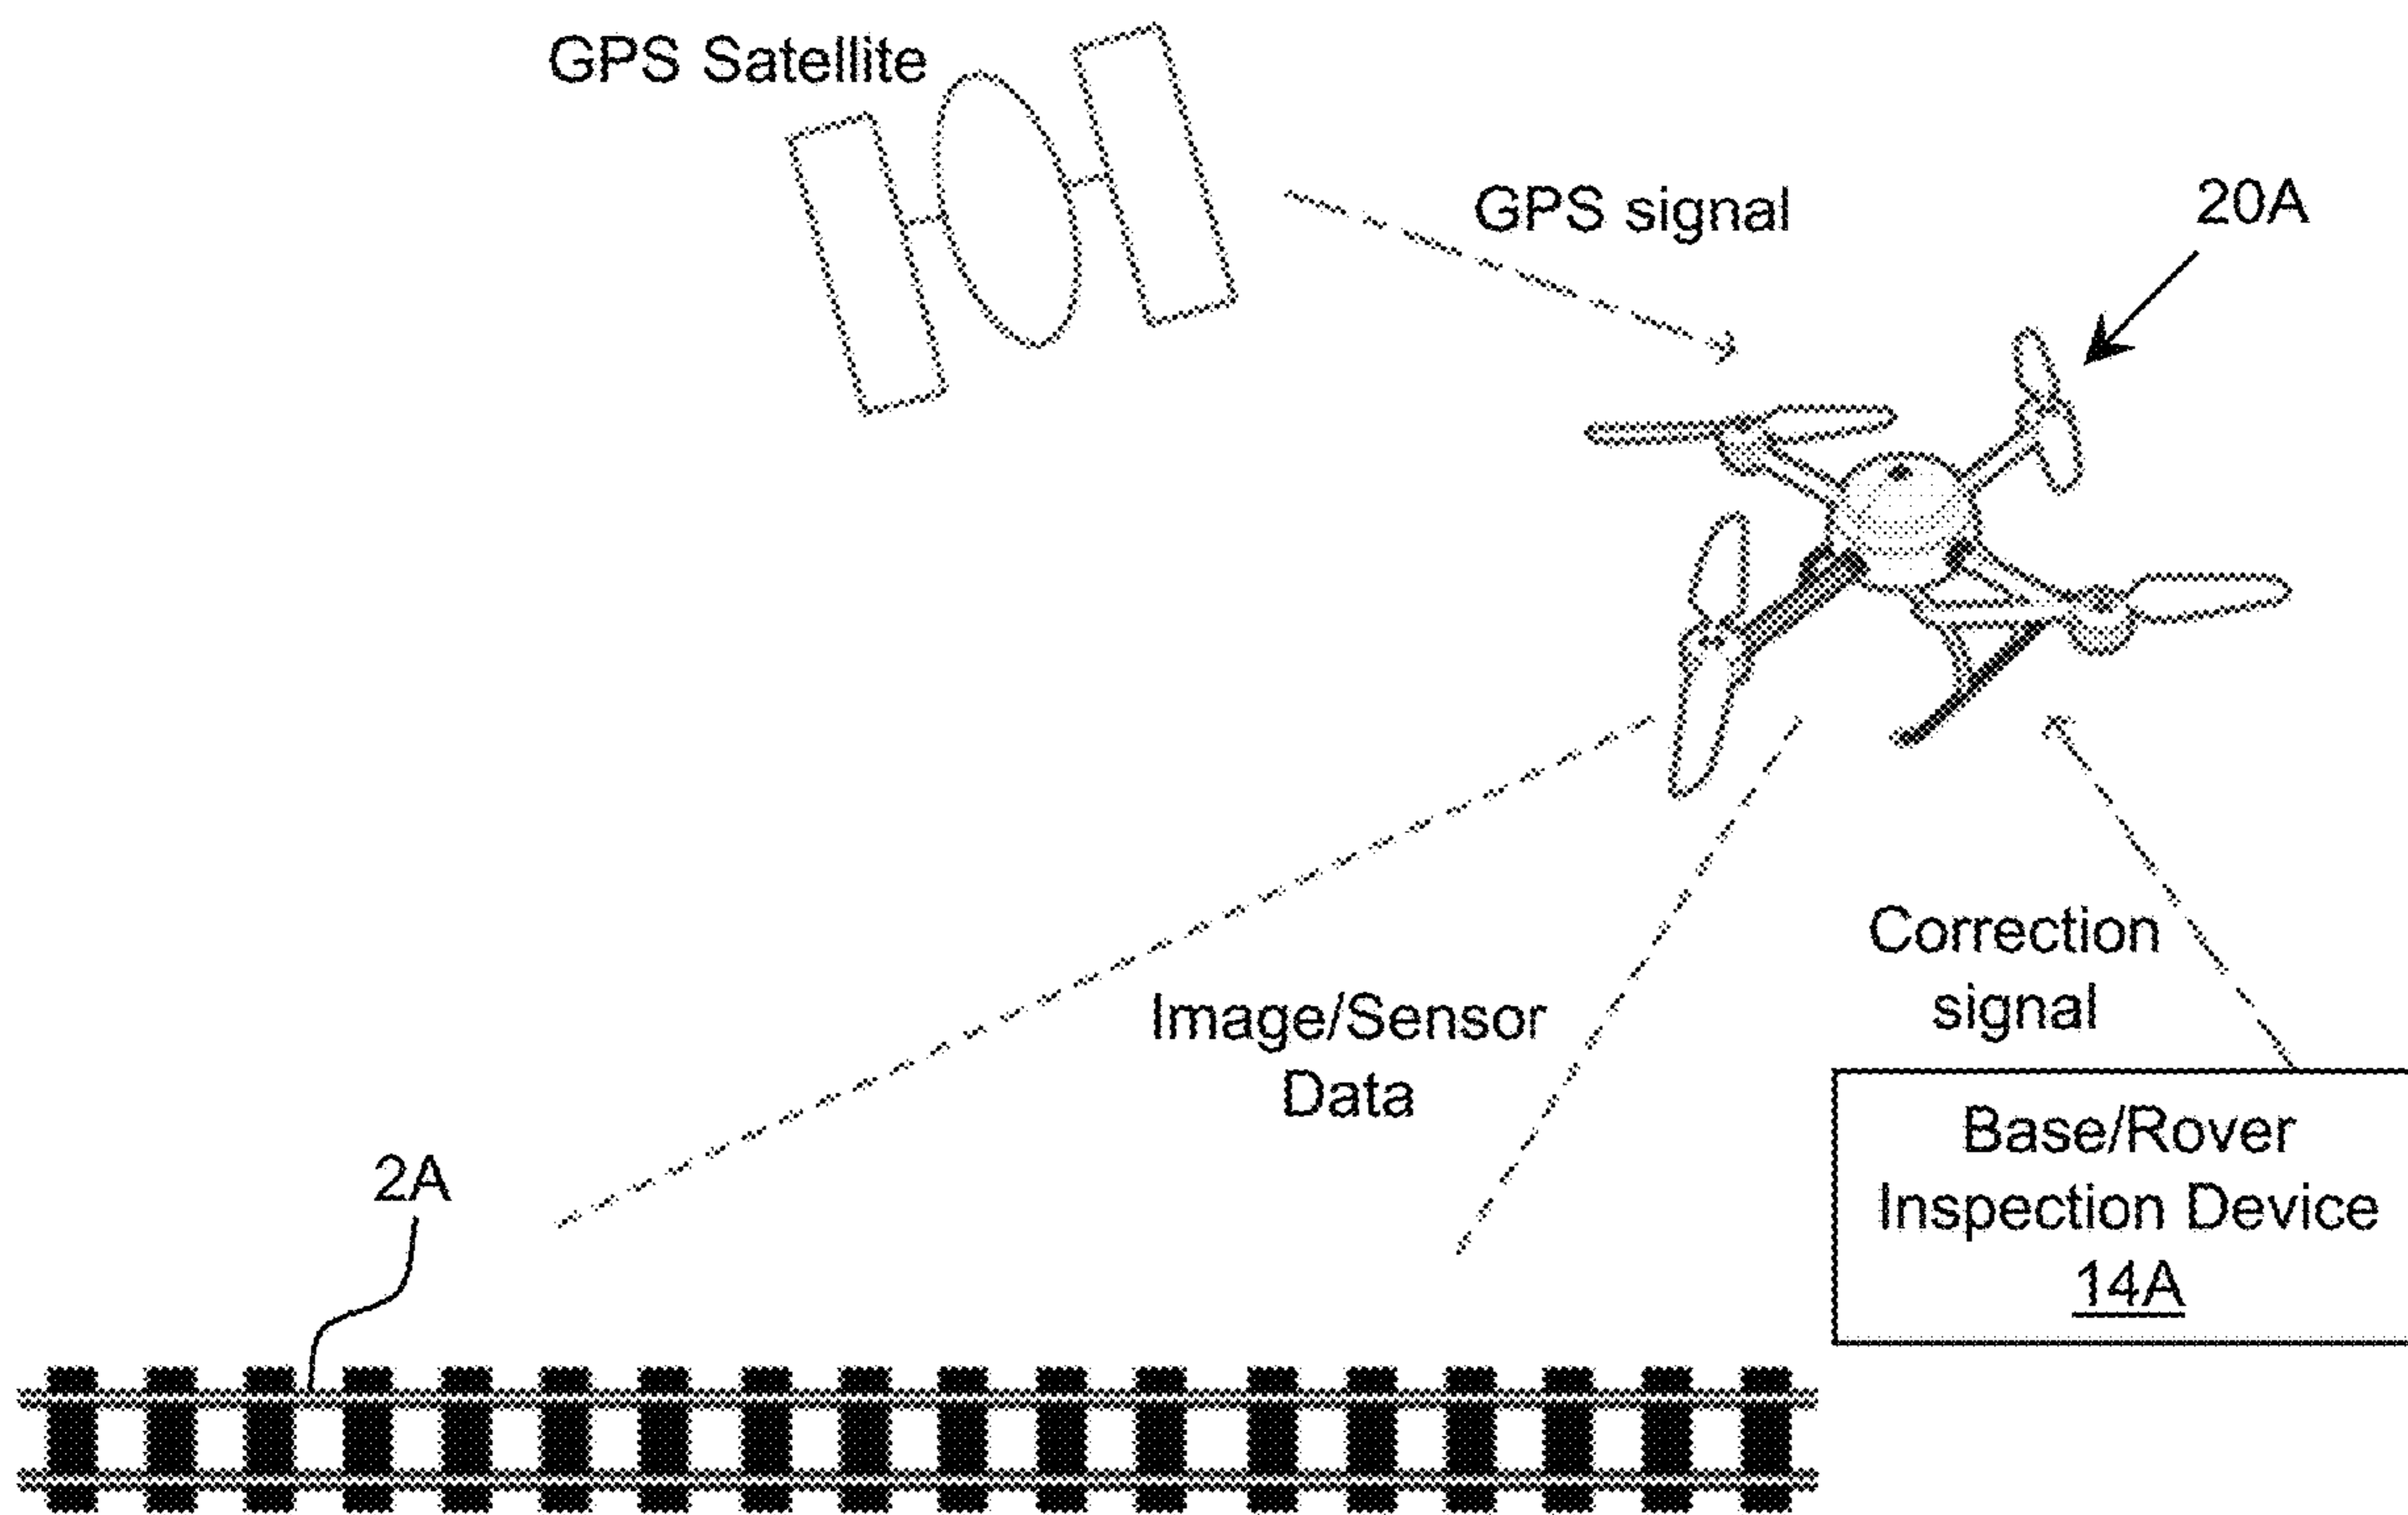 GPS Satellite
GPS signal
20A
Correction
signal
Image/Sensor
Data
Base/Rover
Inspection Device
14A
2A